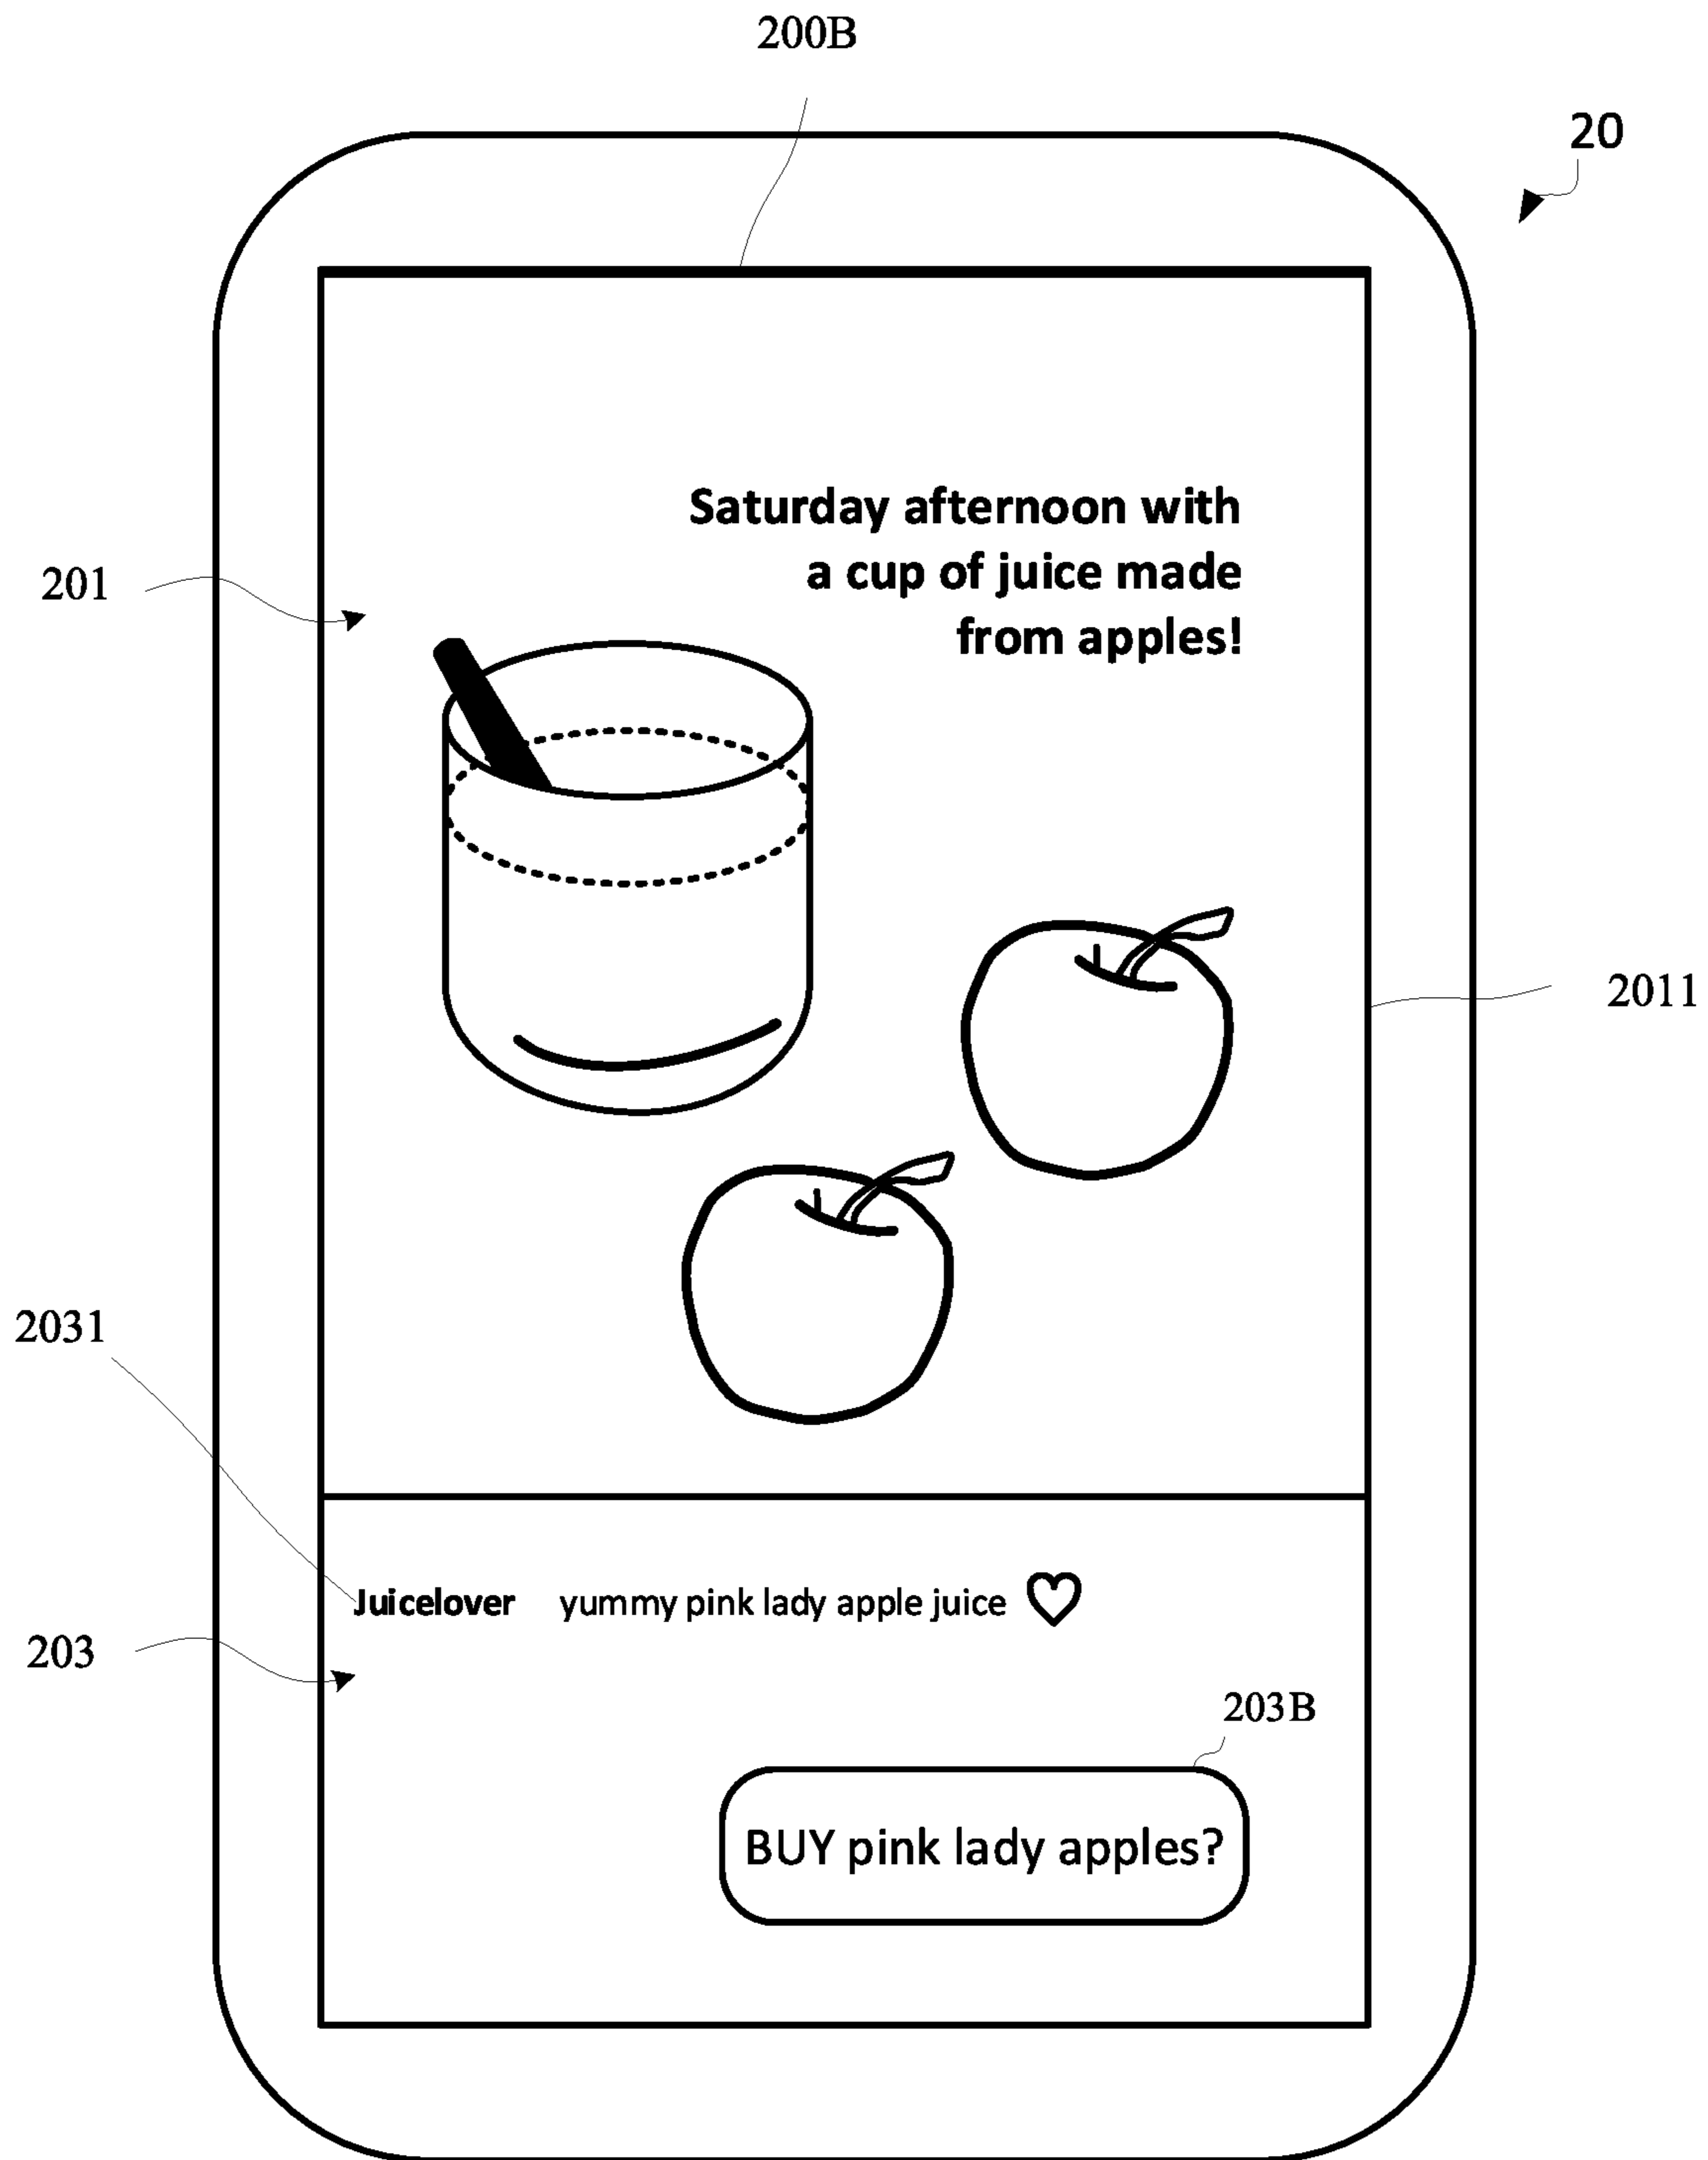 200B
20
Saturday afternoon with
a cup of juice made
from apples!
201
2011
2031
Juicelover yummy pink lady apple juice
203
203B
BUY pink lady apples?